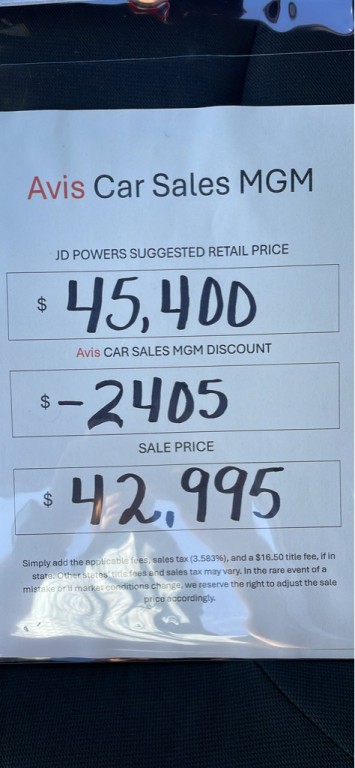 Avis Car Sales MGM
JD POWERS SUGGESTED RETAIL PRICE
$ 45,400
Avis CAR SALES MGM DISCOUNT
$ -2405
SALE PRICE
$ 42,995
Simply add the applicable fees, sales tax (3.583%), and a $16.50 title fee, if in
state. Other states' title fees and sales tax may vary. In the rare event of a
mistake or if market conditions change, we reserve the right to adjust the sale
price accordingly.